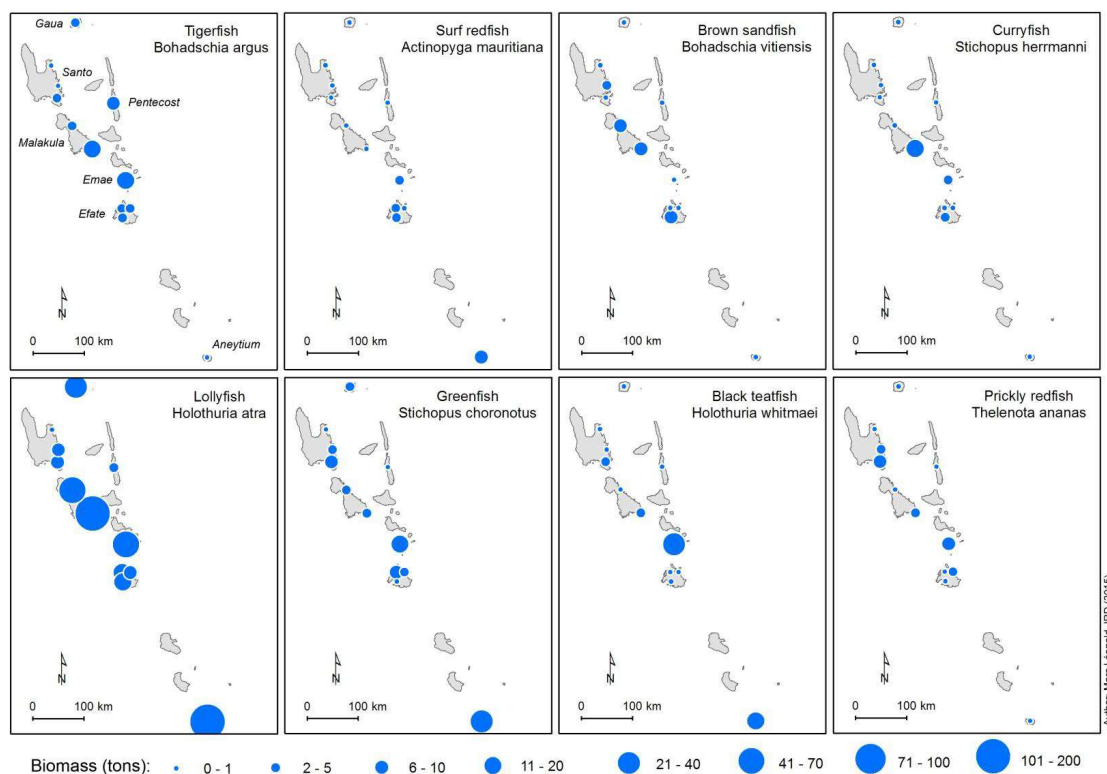 Gaua
Tigerfish
Bohadschia argus
Santo
Pentecost
Malakula
Emae
Efate
N
0 100 km
Aneytium
Surf redfish
Actinopyga mauritiana
N
0 100 km
Brown sandfish
Bohadschia vitiensis
N
0 100 km
Curryfish
Stichopus herrmanni
N
0 100 km
Lollyfish
Holothuria atra
N
0 100 km
Greenfish
Stichopus choronotus
N
0 100 km
Black teatfish
Holothuria whitmaei
N
0 100 km
Prickly redfish
Thelenota ananas
N
0 100 km
Biomass (tons): 0 - 1 2 - 5 6 - 10 11 - 20 21 - 40 41 - 70 71 - 100 101 - 200